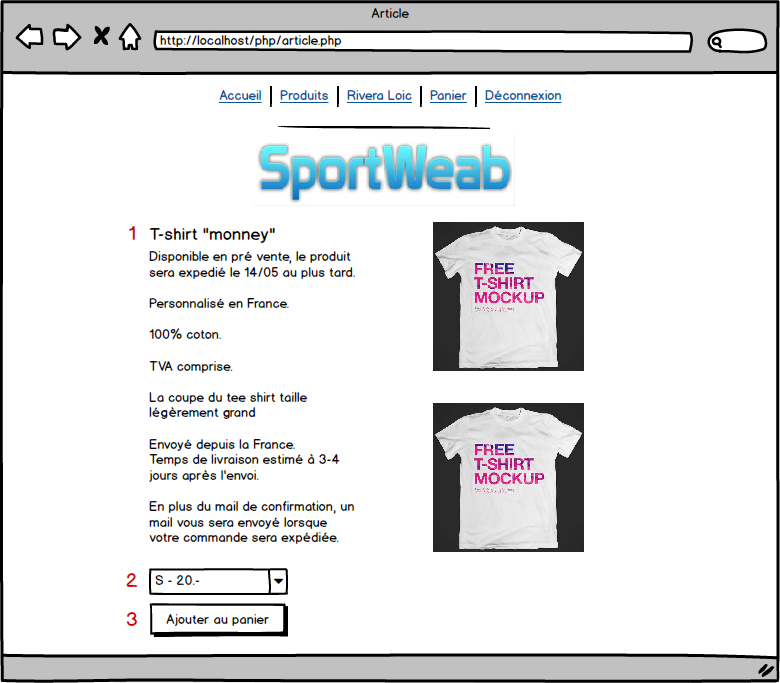 Article
http://localhost/php/article.php
Accueil Produits Rivera Loic Panier Déconnexion
SportWeab
1 T-shirt "monney"
Disponible en pré vente, le produit
sera expedié le 14/05 au plus tard.
Personnalisé en France.
100% coton.
TVA comprise.
La coupe du tee shirt taille
légèrement grand
Envoyé depuis la France.
Temps de livraison estimé à 3-4
jours après l'envoi.
En plus du mail de confirmation, un
mail vous sera envoyé lorsque
votre commande sera expédiée.
FREE
T-SHIRT
MOCKUP
FREE
T-SHIRT
MOCKUP
2 S - 20.-
3 Ajouter au panier